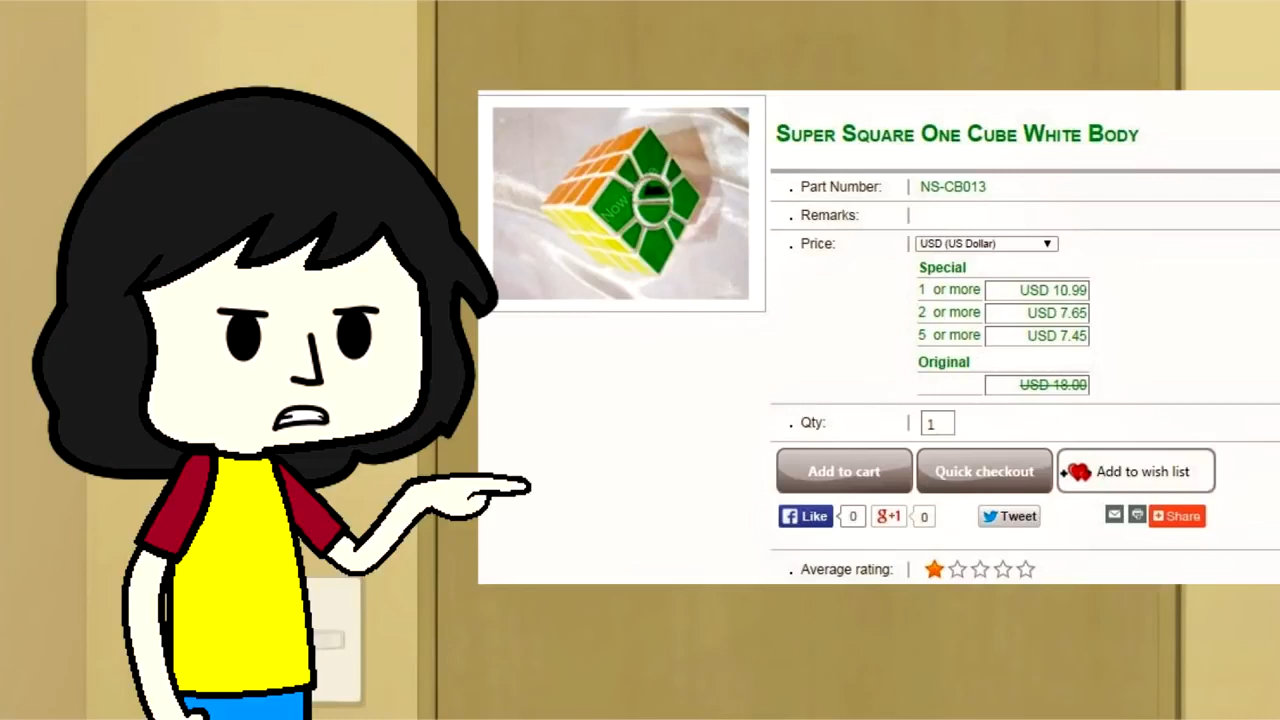 Now
SUPER SQUARE ONE CUBE WHITE BODY
. Part Number: | NS-CB013
. Remarks: |
. Price: | USD (US Dollar) ▼
Special
1 or more USD 10.99
2 or more USD 7.65
5 or more USD 7.45
Original
USD 18.00
. Qty: | 1
Add to cart Quick checkout Add to wish list
f Like 0 g+1 0 Tweet Share
. Average rating: |